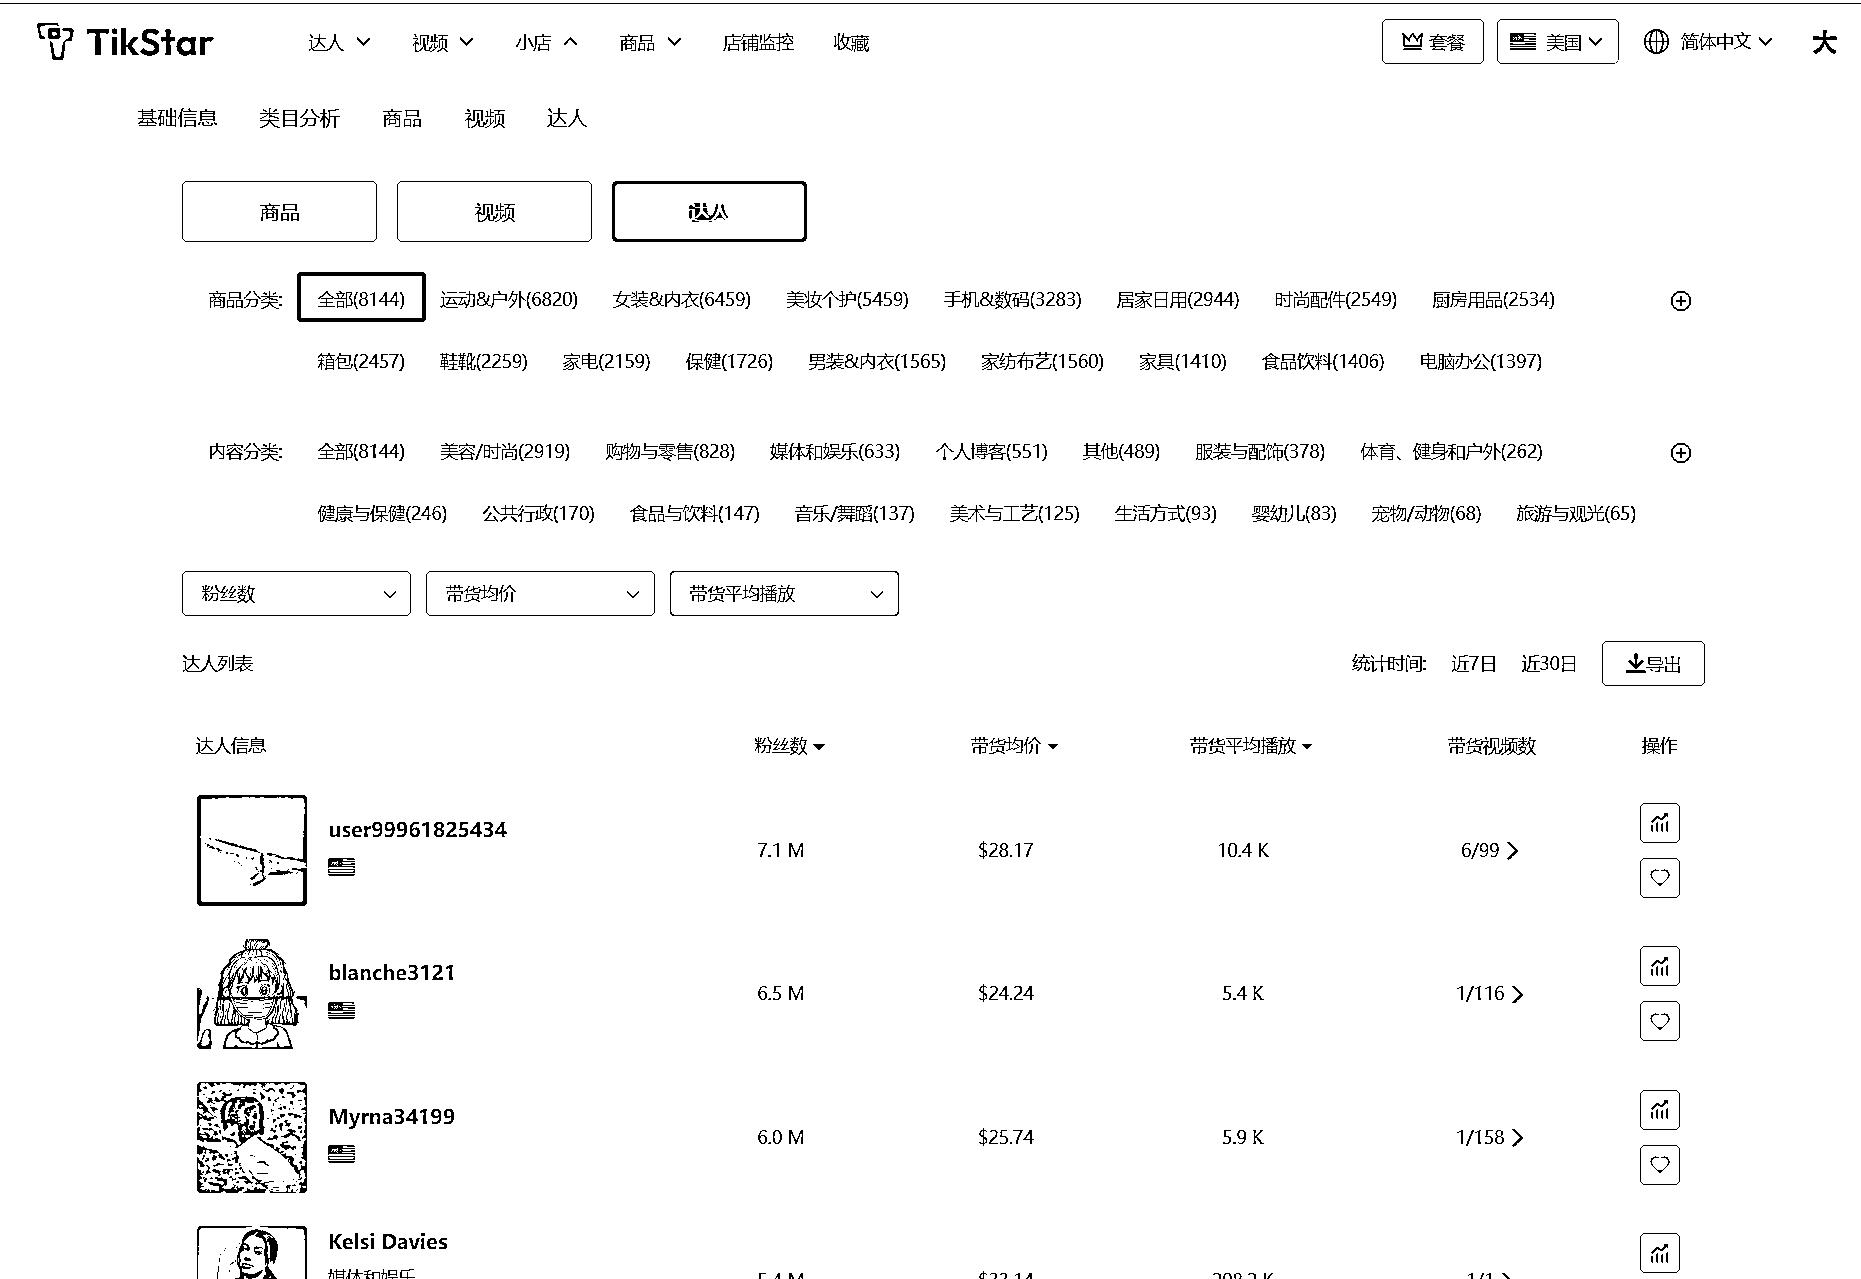 TikStar 达人 视频 小店 商品 店铺监控 收藏 套餐 美国 简体中文 大
基础信息 类目分析 商品 视频 达人
商品 视频 达人
商品分类: 全部(8144) 运动&户外(6820) 女装&内衣(6459) 美妆个护(5459) 手机&数码(3283) 居家日用(2944) 时尚配件(2549) 厨房用品(2534)
箱包(2457) 鞋靴(2259) 家电(2159) 保健(1726) 男装&内衣(1565) 家纺布艺(1560) 家具(1410) 食品饮料(1406) 电脑办公(1397)
内容分类: 全部(8144) 美容/时尚(2919) 购物与零售(828) 媒体和娱乐(633) 个人博客(551) 其他(489) 服装与配饰(378) 体育、健身和户外(262)
健康与保健(246) 公共行政(170) 食品与饮料(147) 音乐/舞蹈(137) 美术与工艺(125) 生活方式(93) 婴幼儿(83) 宠物/动物(68) 旅游与观光(65)
粉丝数 带货均价 带货平均播放
达人列表 统计时间: 近7日 近30日 导出
达人信息 粉丝数 带货均价 带货平均播放 带货视频数 操作
user99961825434
7.1 M $28.17 10.4 K 6/99
blanche3121
6.5 M $24.24 5.4 K 1/116
Myrna34199
6.0 M $25.74 5.9 K 1/158
Kelsi Davies
媒体和娱乐